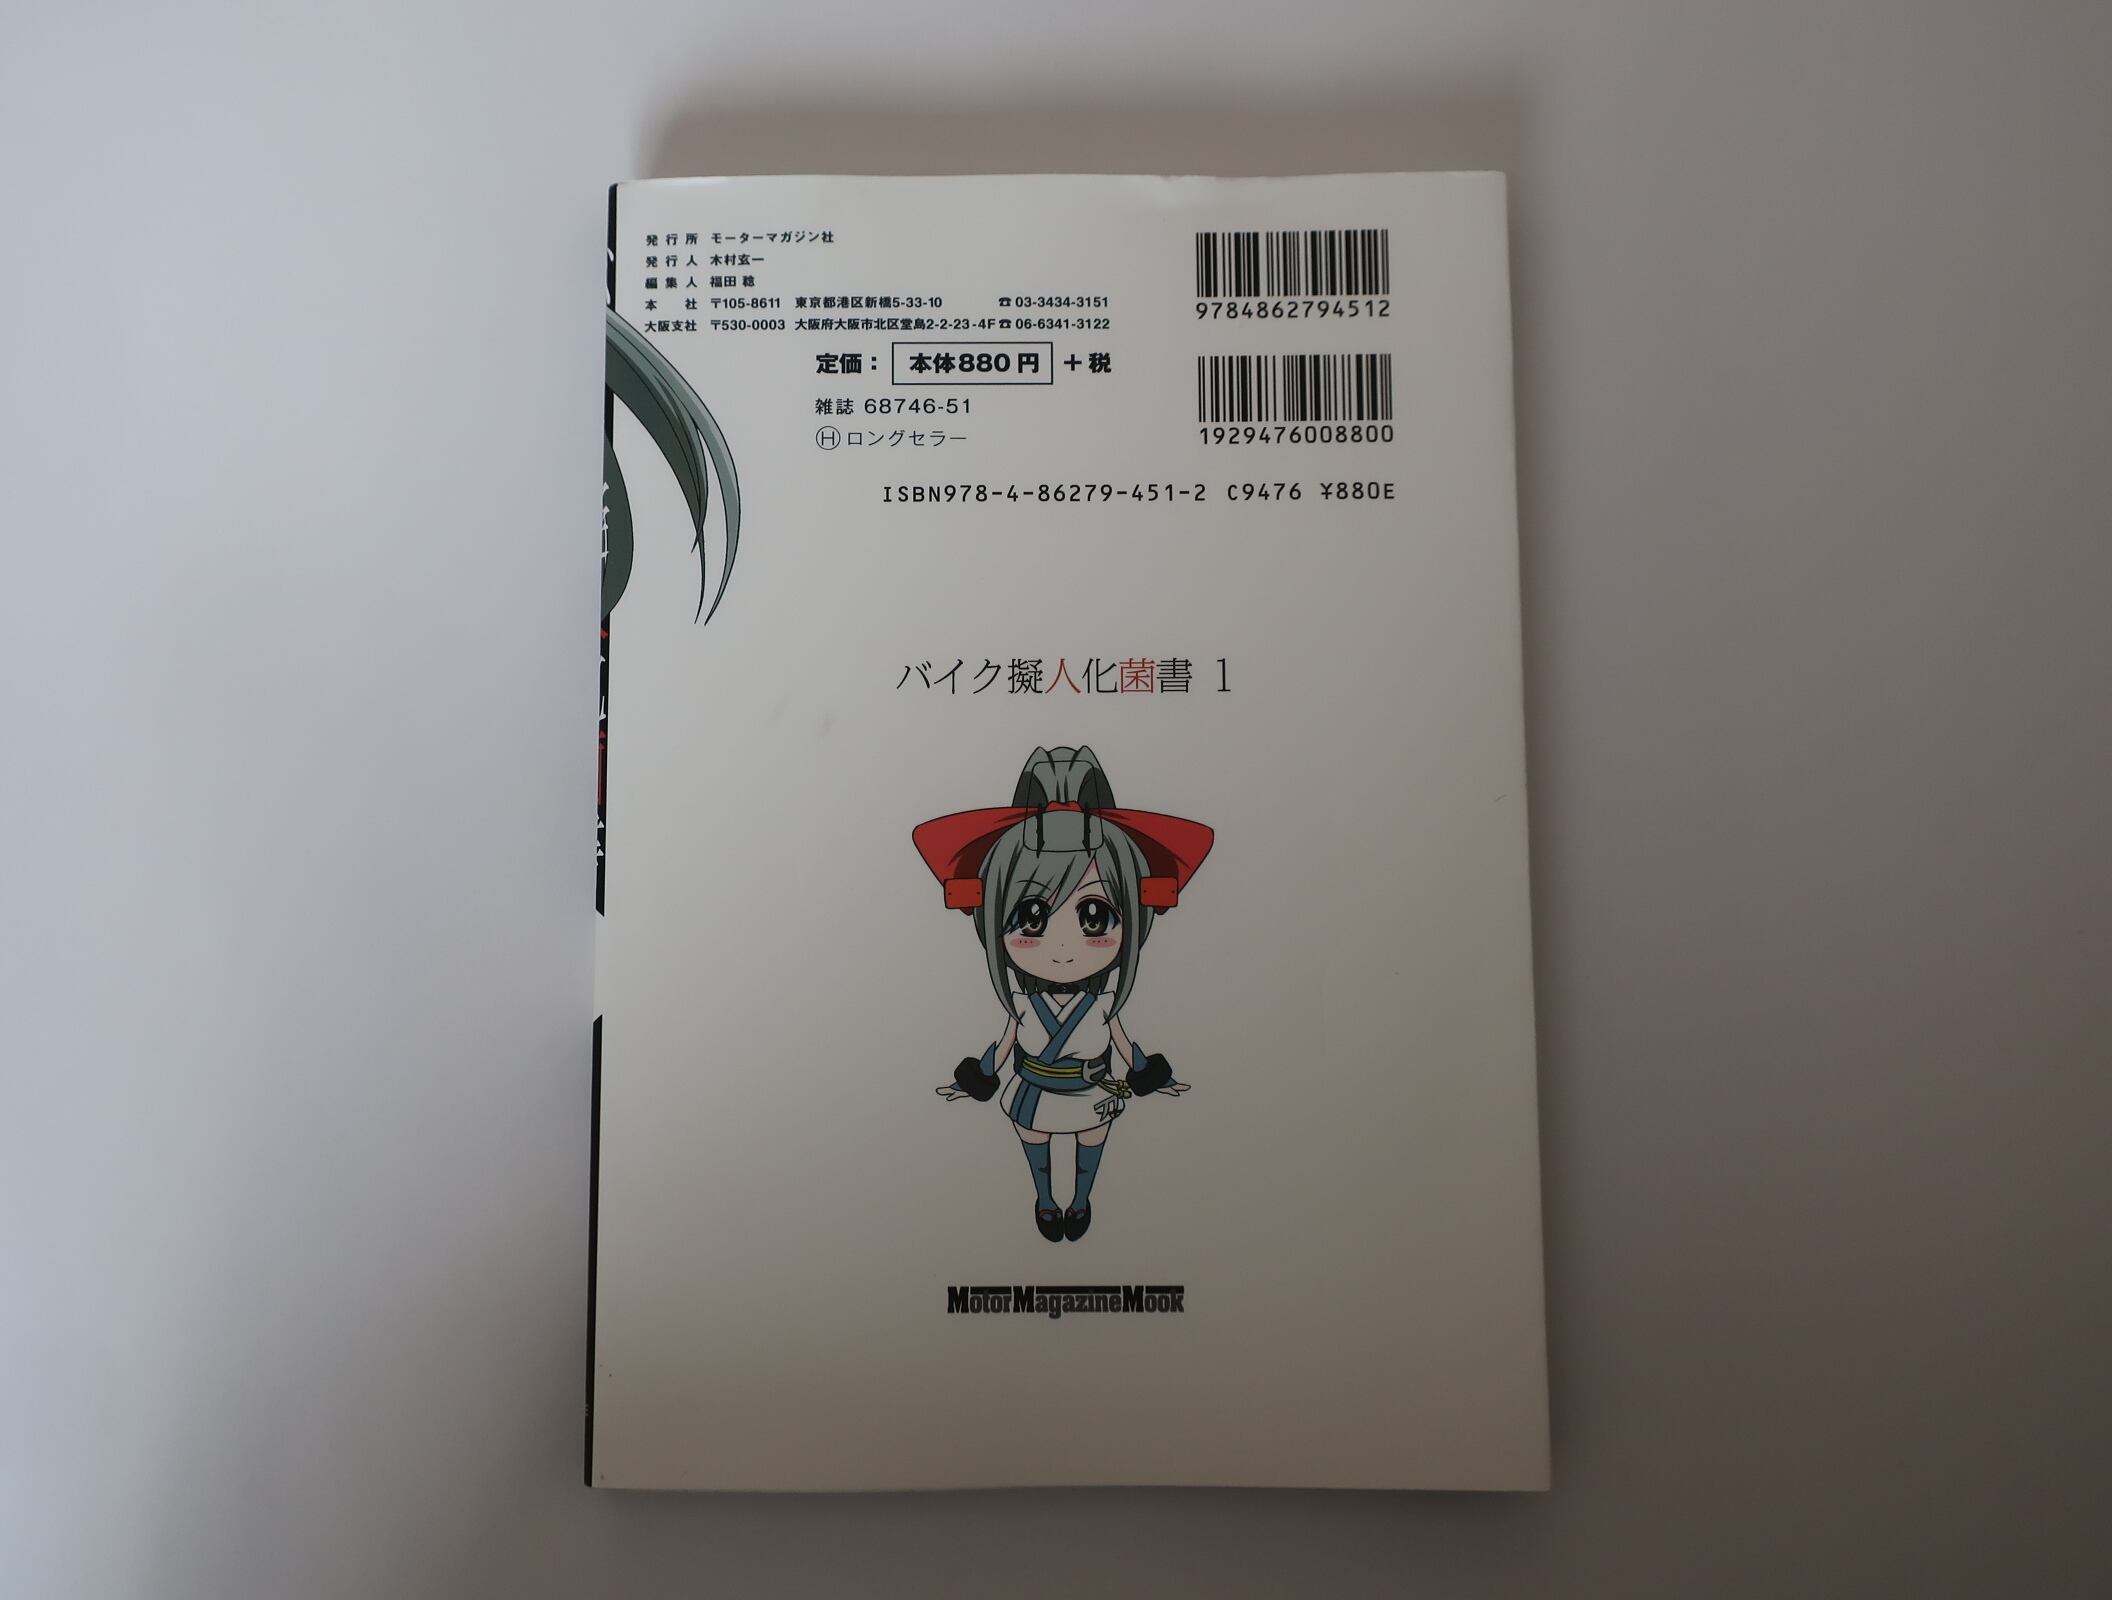 発行所 モーターマガジン社
発行人 木村玄一
編集人 福田 稔
本 社 〒105-8611 東京都港区新橋5-33-10 ☎03-3434-3151
大阪支社 〒530-0003 大阪府大阪市北区堂島2-2-23-4F☎06-6341-3122
定価： 本体880円 +税
雑誌 68746-51
Ⓗロングセラー
9784862794512
1929476008800
ISBN978-4-86279-451-2 C9476 ¥880E
バイク擬人化菌書 1
刀
MotorMagazineMook